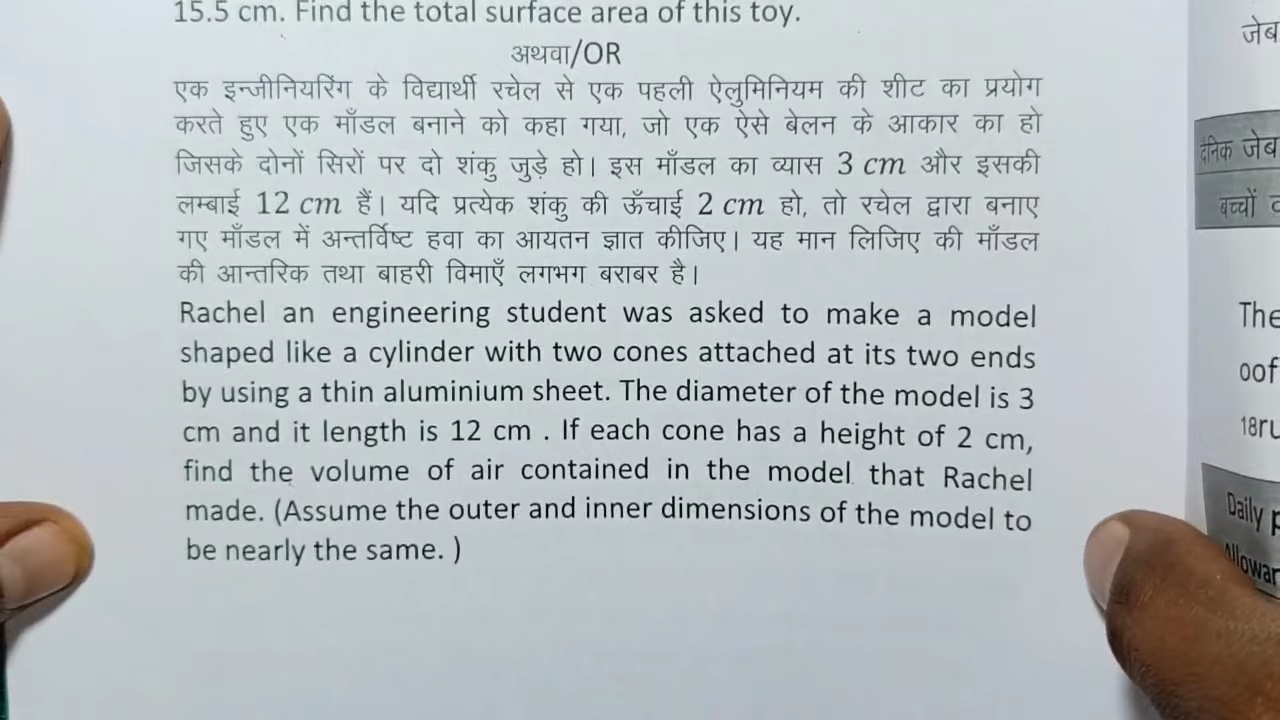 15.5 cm. Find the total surface area of this toy.
अथवा/OR
एक इन्जीनियरिंग के विद्यार्थी रचेल से एक पहली ऐलुमिनियम की शीट का प्रयोग
करते हुए एक माँडल बनाने को कहा गया, जो एक ऐसे बेलन के आकार का हो
जिसके दोनों सिरों पर दो शंकु जुड़े हो। इस माँडल का व्यास 3 cm और इसकी
लम्बाई 12 cm हैं। यदि प्रत्येक शंकु की ऊँचाई 2 cm हो, तो रचेल द्वारा बनाए
गए माँडल में अन्तर्विष्ट हवा का आयतन ज्ञात कीजिए। यह मान लिजिए की माँडल
की आन्तरिक तथा बाहरी विमाएँ लगभग बराबर है।
Rachel an engineering student was asked to make a model
shaped like a cylinder with two cones attached at its two ends
by using a thin aluminium sheet. The diameter of the model is 3
cm and it length is 12 cm . If each cone has a height of 2 cm,
find the volume of air contained in the model that Rachel
made. (Assume the outer and inner dimensions of the model to
be nearly the same. )
जेब
दैनिक जेब
बच्चों
The
oof
18ru
Daily